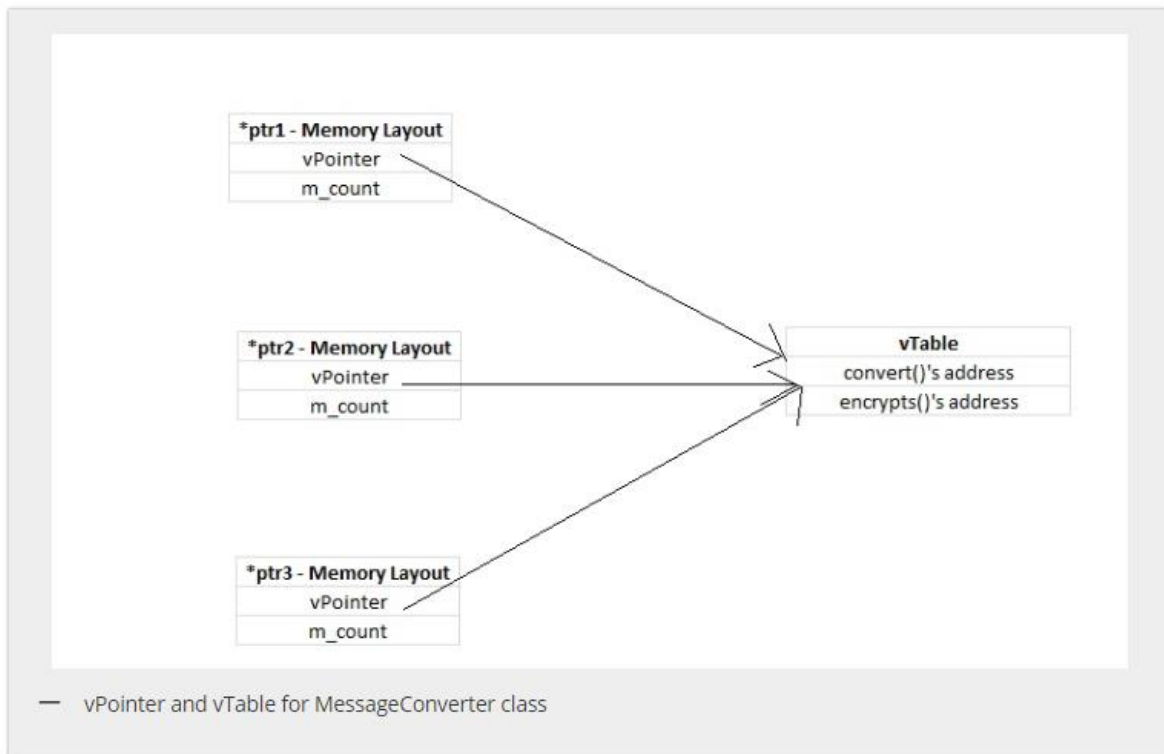 *ptr1 - Memory Layout
vPointer
m_count
*ptr2 - Memory Layout
vPointer
m_count
vTable
convert()'s address
encrypts()'s address
*ptr3 - Memory Layout
vPointer
m_count
— vPointer and vTable for MessageConverter class